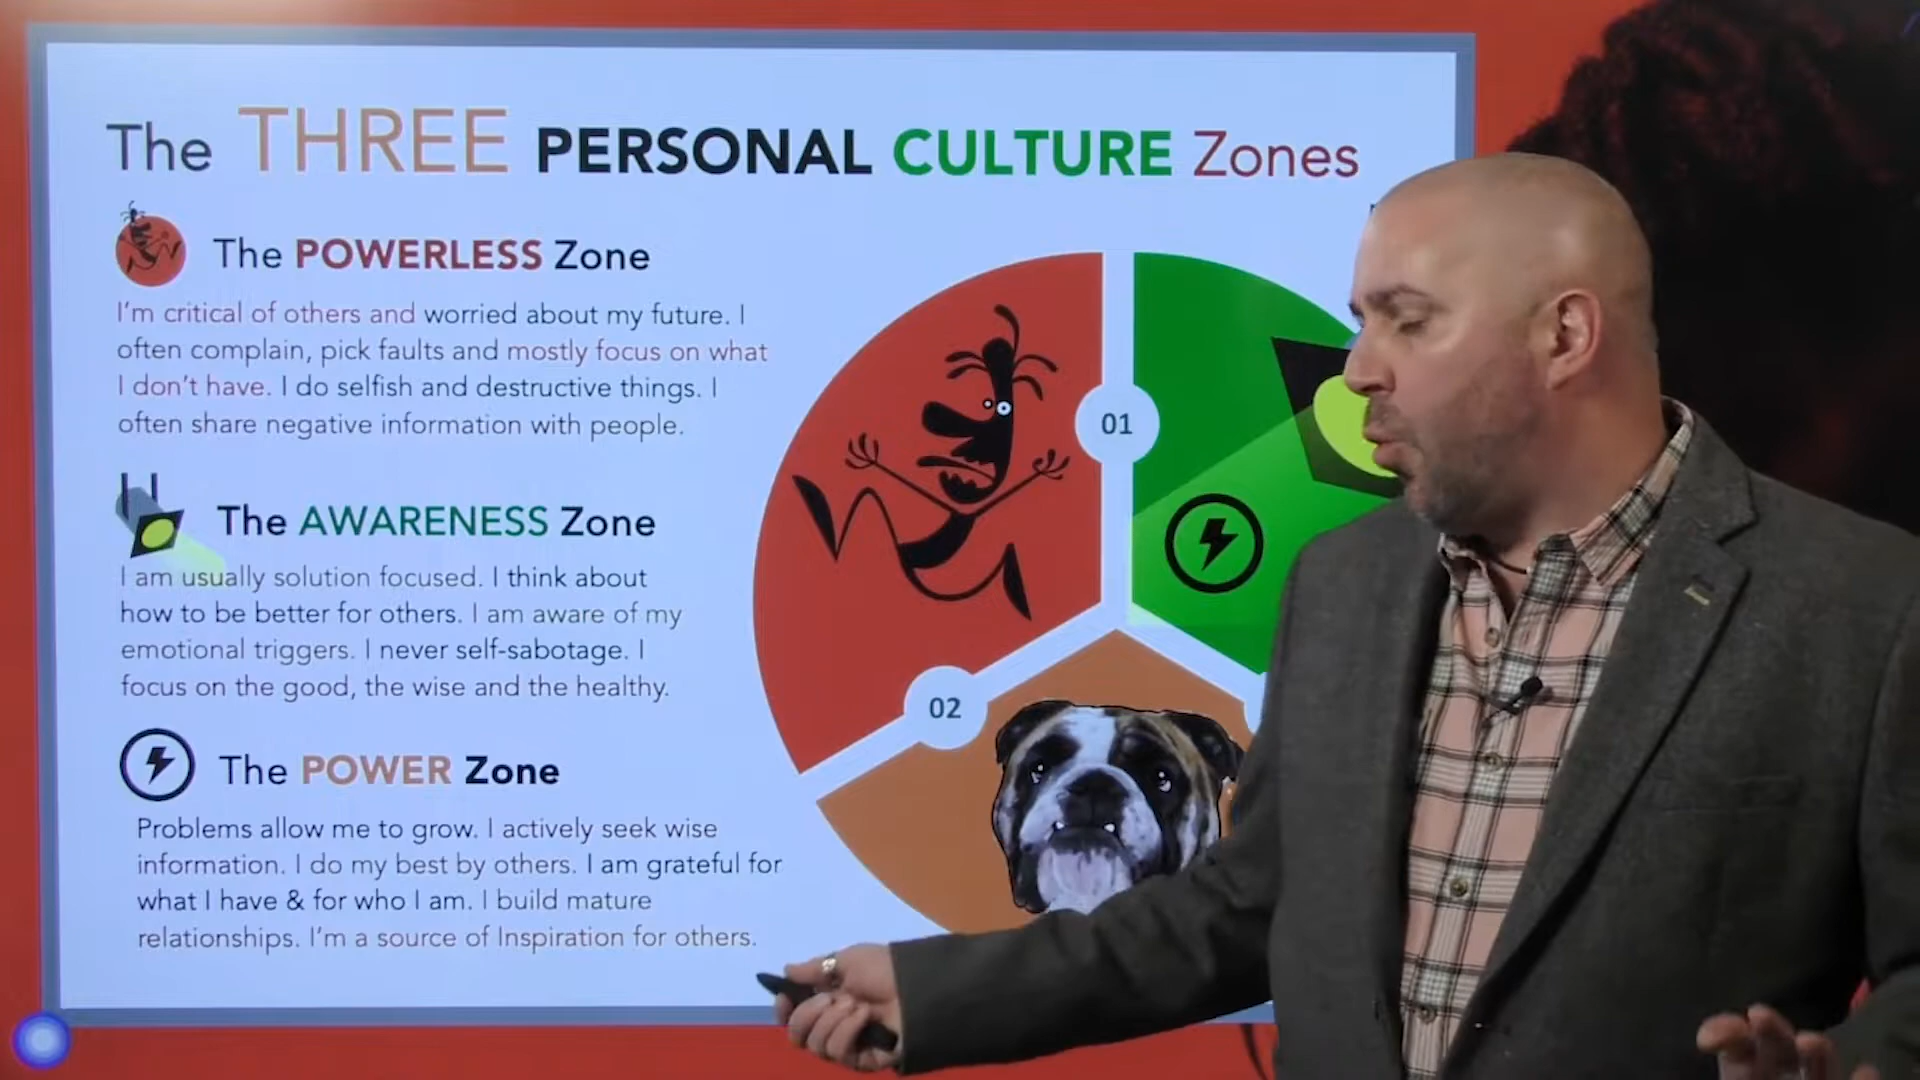 The THREE PERSONAL CULTURE Zones
The POWERLESS Zone
I'm critical of others and worried about my future. I
often complain, pick faults and mostly focus on what
I don't have. I do selfish and destructive things. I
often share negative information with people.
The AWARENESS Zone
I am usually solution focused. I think about
how to be better for others. I am aware of my
emotional triggers. I never self-sabotage. I
focus on the good, the wise and the healthy.
The POWER Zone
Problems allow me to grow. I actively seek wise
information. I do my best by others. I am grateful for
what I have & for who I am. I build mature
relationships. I'm a source of Inspiration for others.
01
02